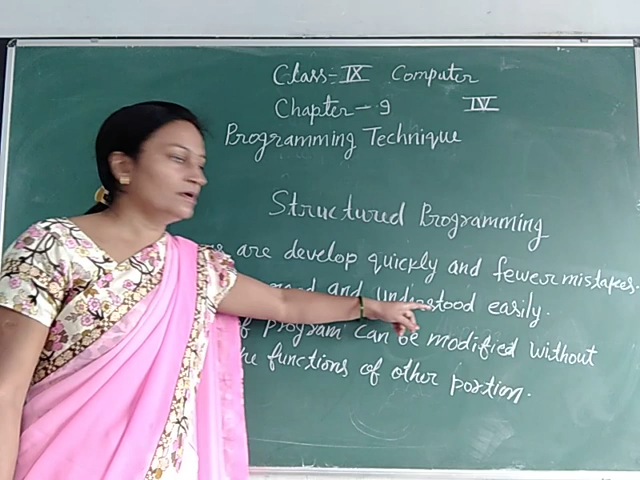 Class-IX Computer
Chapter-9 IV
Programming Technique
Structured Programming
are develop quickly and fewer mistakes.
and understood easily.
of program can be modified without
functions of other portion.